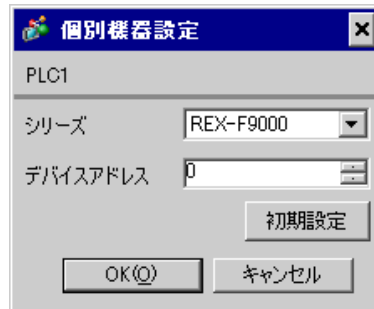 個別機器設定
PLC1
シリーズ REX-F9000
デバイスアドレス 0
初期設定
OK(O) キャンセル